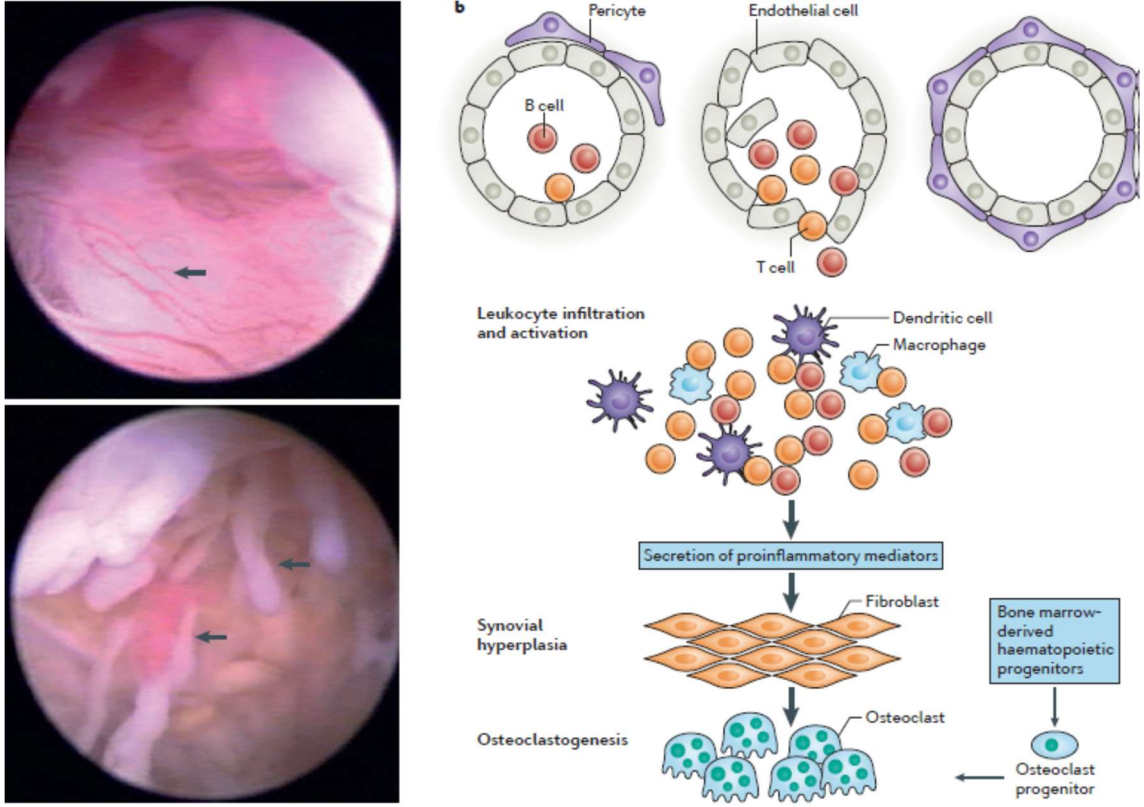 b
Pericyte
Endothelial cell
B cell
T cell
Leukocyte infiltration
and activation
Dendritic cell
Macrophage
Secretion of proinflammatory mediators
Synovial
hyperplasia
Fibroblast
Bone marrow-
derived
haematopoietic
progenitors
Osteoclastogenesis
Osteoclast
Osteoclast
progenitor